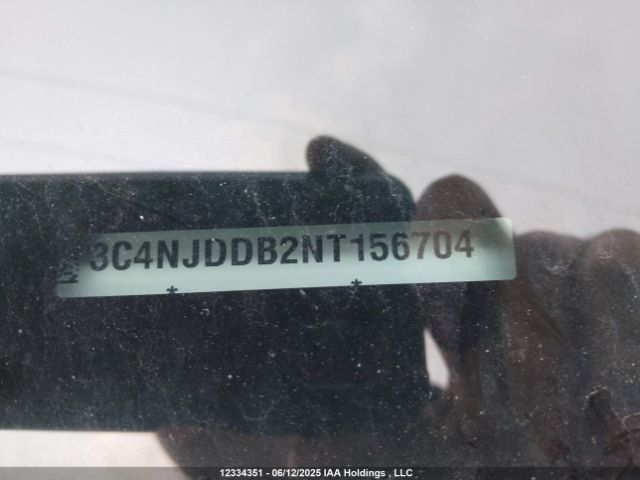 3C4NJDDB2NT156704
* *
12334351 - 06/12/2025 IAA Holdings , LLC